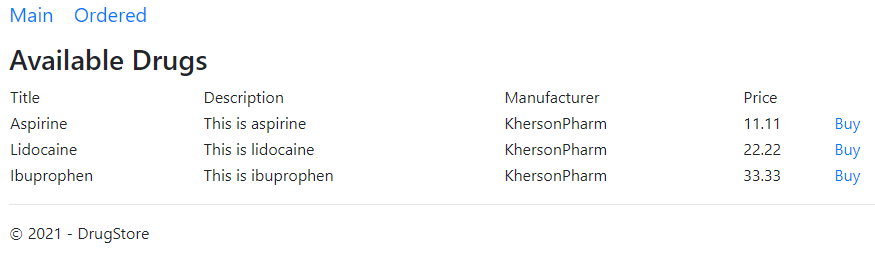 Main Ordered
Available Drugs
Title Description Manufacturer Price
Aspirine This is aspirine KhersonPharm 11.11 Buy
Lidocaine This is lidocaine KhersonPharm 22.22 Buy
Ibuprophen This is ibuprophen KhersonPharm 33.33 Buy
© 2021 - DrugStore